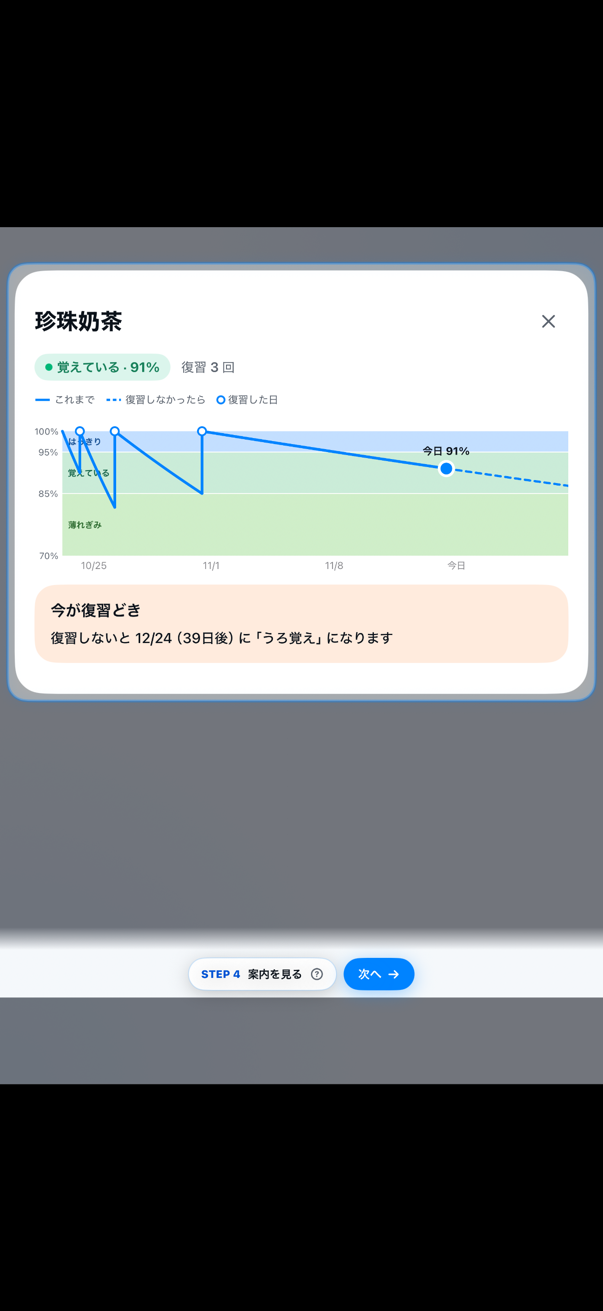 珍珠奶茶
覚えている · 91% 復習 3 回
これまで 復習しなかったら 復習した日
100%
はっきり
95%
今日 91%
覚えている
85%
薄れぎみ
70%
10/25 11/1 11/8 今日
今が復習どき
復習しないと 12/24（39日後）に「うろ覚え」になります
STEP 4 案内を見る ?
次へ →